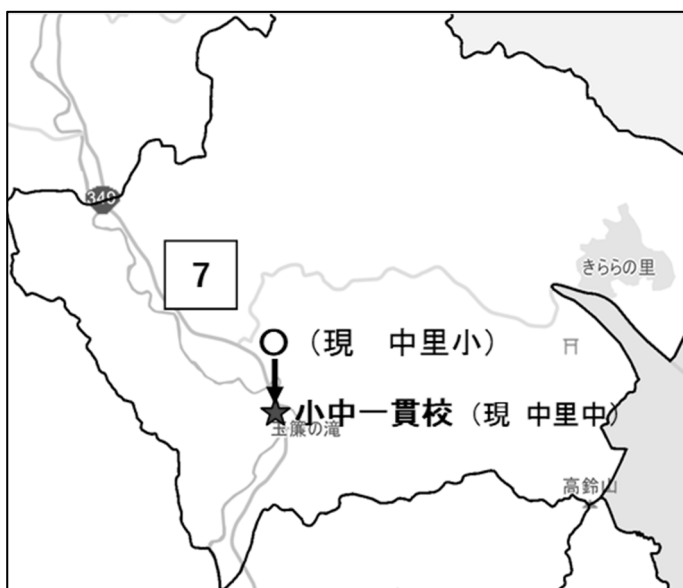 349
7
きららの里
(現　中里小)
小中一貫校 (現 中里中)
玉簾の滝
高鈴山